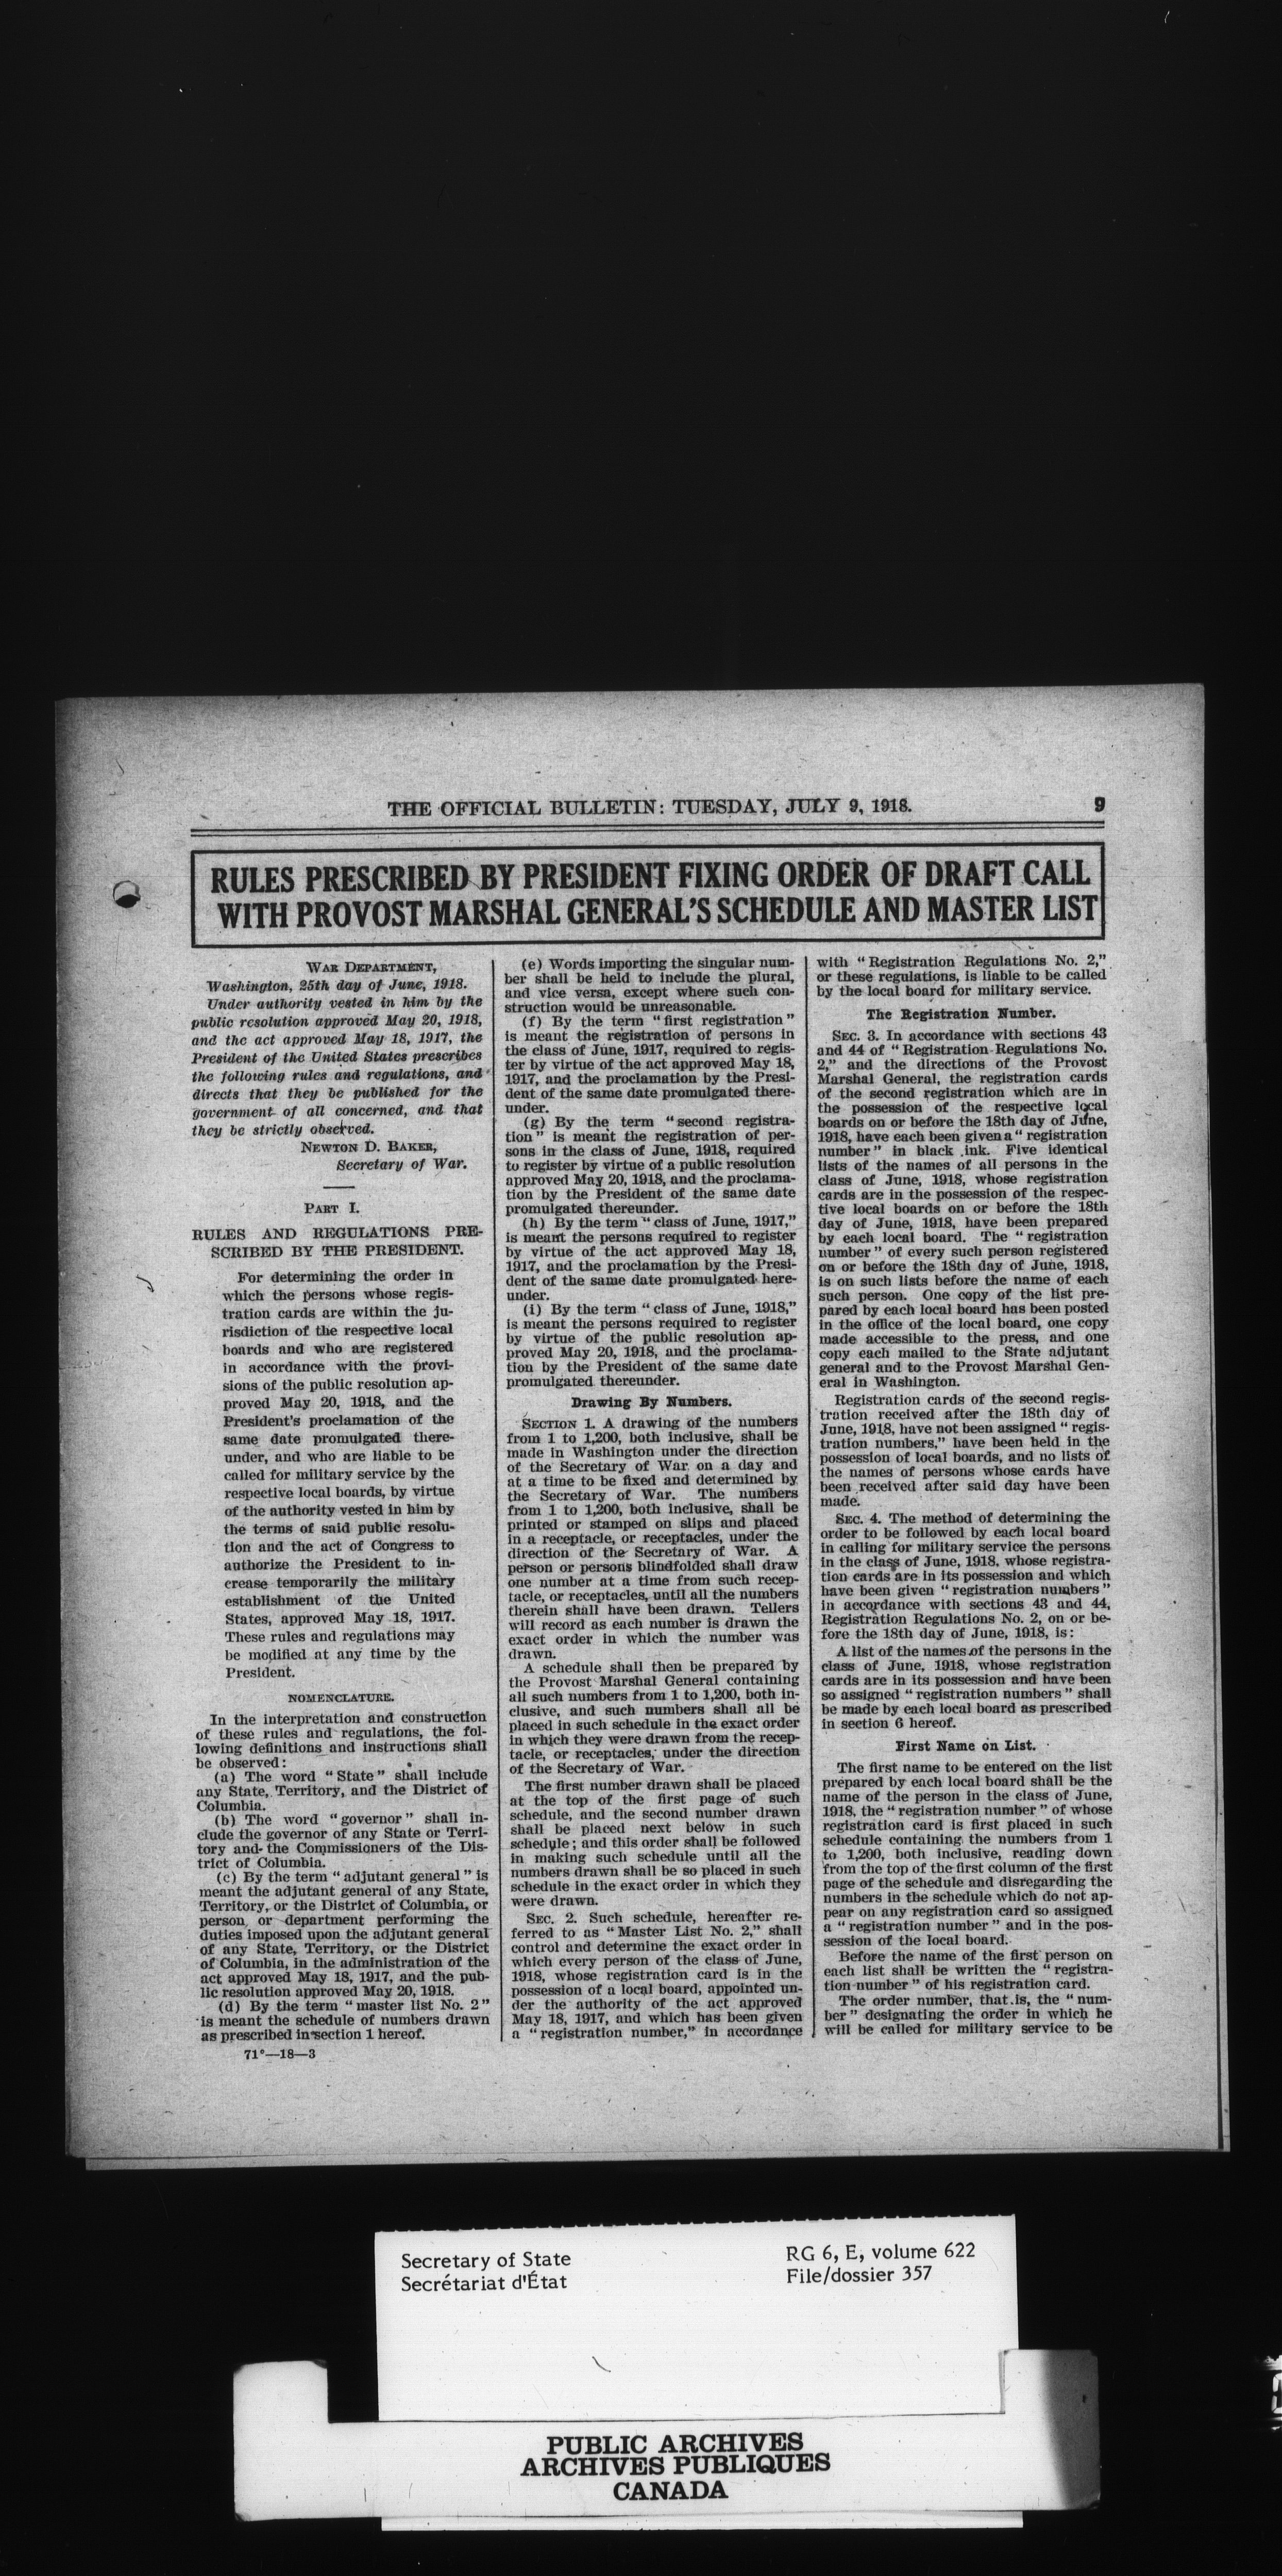 THE OFFICIAL BULLETIN: TUESDAY, JULY 9, 1918.
9
RULES PRESCRIBED BY PRESIDENT FIXING ORDER OF DRAFT CALL
WITH PROVOST MARSHAL GENERAL'S SCHEDULE AND MASTER LIST
WAR DEPARTMENT,
Washington, 25th day of June, 1918.
Under authority vested in him by the
public resolution approved May 20, 1918,
and the act approved May 18, 1917, the
President of the United States prescribes
the following rules and regulations, and
directs that they be published for the
government of all concerned, and that
they be strictly observed.
NEWTON D. BAKER,
Secretary of War.
PART I.
RULES AND REGULATIONS PRE-
SCRIBED BY THE PRESIDENT.
For determining the order in
which the persons whose regis-
tration cards are within the ju-
risdiction of the respective local
boards and who are registered
in accordance with the provi-
sions of the public resolution ap-
proved May 20, 1918, and the
President's proclamation of the
same date promulgated there-
under, and who are liable to be
called for military service by the
respective local boards, by virtue
of the authority vested in him by
the terms of said public resolu-
tion and the act of Congress to
authorize the President to in-
crease temporarily the military
establishment of the United
States, approved May 18, 1917.
These rules and regulations may
be modified at any time by the
President.
NOMENCLATURE.
In the interpretation and construction
of these rules and regulations, the fol-
lowing definitions and instructions shall
be observed:
(a) The word "State" shall include
any State, Territory, and the District of
Columbia.
(b) The word "governor" shall in-
clude the governor of any State or Terri-
tory and the Commissioners of the Dis-
trict of Columbia.
(c) By the term "adjutant general" is
meant the adjutant general of any State,
Territory, or the District of Columbia, or
person or department performing the
duties imposed upon the adjutant general
of any State, Territory, or the District
of Columbia, in the administration of the
act approved May 18, 1917, and the pub-
lic resolution approved May 20, 1918.
(d) By the term "master list No. 2"
is meant the schedule of numbers drawn
as prescribed in section 1 hereof.
71°—18—3
(e) Words importing the singular num-
ber shall be held to include the plural,
and vice versa, except where such con-
struction would be unreasonable.
(f) By the term "first registration"
is meant the registration of persons in
the class of June, 1917, required to regis-
ter by virtue of the act approved May 18,
1917, and the proclamation by the Presi-
dent of the same date promulgated there-
under.
(g) By the term "second registra-
tion" is meant the registration of per-
sons in the class of June, 1918, required
to register by virtue of a public resolution
approved May 20, 1918, and the proclama-
tion by the President of the same date
promulgated thereunder.
(h) By the term "class of June, 1917,"
is meant the persons required to register
by virtue of the act approved May 18,
1917, and the proclamation by the Presi-
dent of the same date promulgated here-
under.
(i) By the term "class of June, 1918,"
is meant the persons required to register
by virtue of the public resolution ap-
proved May 20, 1918, and the proclama-
tion by the President of the same date
promulgated thereunder.
Drawing By Numbers.
SECTION 1. A drawing of the numbers
from 1 to 1,200, both inclusive, shall be
made in Washington under the direction
of the Secretary of War on a day and
at a time to be fixed and determined by
the Secretary of War. The numbers
from 1 to 1,200, both inclusive, shall be
printed or stamped on slips and placed
in a receptacle, or receptacles, under the
direction of the Secretary of War. A
person or persons blindfolded shall draw
one number at a time from such recep-
tacle, or receptacles, until all the numbers
therein shall have been drawn. Tellers
will record as each number is drawn the
exact order in which the number was
drawn.
A schedule shall then be prepared by
the Provost Marshal General containing
all such numbers from 1 to 1,200, both in-
clusive, and such numbers shall all be
placed in such schedule in the exact order
in which they were drawn from the recep-
tacle, or receptacles, under the direction
of the Secretary of War.
The first number drawn shall be placed
at the top of the first page of such
schedule, and the second number drawn
shall be placed next below in such
schedule; and this order shall be followed
in making such schedule until all the
numbers drawn shall be so placed in such
schedule in the exact order in which they
were drawn.
SEC. 2. Such schedule, hereafter re-
ferred to as "Master List No. 2," shall
control and determine the exact order in
which every person of the class of June,
1918, whose registration card is in the
possession of a local board, appointed un-
der the authority of the act approved
May 18, 1917, and which has been given
a "registration number," in accordance
with "Registration Regulations No. 2,"
or these regulations, is liable to be called
by the local board for military service.
The Registration Number.
SEC. 3. In accordance with sections 43
and 44 of "Registration Regulations No.
2," and the directions of the Provost
Marshal General, the registration cards
of the second registration which are in
the possession of the respective local
boards on or before the 18th day of June,
1918, have each been given a "registration
number" in black ink. Five identical
lists of the names of all persons in the
class of June, 1918, whose registration
cards are in the possession of the respec-
tive local boards on or before the 18th
day of June, 1918, have been prepared
by each local board. The "registration
number" of every such person registered
on or before the 18th day of June, 1918,
is on such lists before the name of each
such person. One copy of the list pre-
pared by each local board has been posted
in the office of the local board, one copy
made accessible to the press, and one
copy each mailed to the State adjutant
general and to the Provost Marshal Gen-
eral in Washington.
Registration cards of the second regis-
tration received after the 18th day of
June, 1918, have not been assigned "regis-
tration numbers," have been held in the
possession of local boards, and no lists of
the names of persons whose cards have
been received after said day have been
made.
SEC. 4. The method of determining the
order to be followed by each local board
in calling for military service the persons
in the class of June, 1918, whose registra-
tion cards are in its possession and which
have been given "registration numbers"
in accordance with sections 43 and 44,
Registration Regulations No. 2, on or be-
fore the 18th day of June, 1918, is:
A list of the names of the persons in the
class of June, 1918, whose registration
cards are in its possession and have been
so assigned "registration numbers" shall
be made by each local board as prescribed
in section 6 hereof.
First Name on List.
The first name to be entered on the list
prepared by each local board shall be the
name of the person in the class of June,
1918, the "registration number" of whose
registration card is first placed in such
schedule containing the numbers from 1
to 1,200, both inclusive, reading down
from the top of the first column of the first
page of the schedule and disregarding the
numbers in the schedule which do not ap-
pear on any registration card so assigned
a "registration number" and in the pos-
session of the local board.
Before the name of the first person on
each list shall be written the "registra-
tion number" of his registration card.
The order number, that is, the "num-
ber" designating the order in which he
will be called for military service to be
Secretary of State
Secrétariat d'État
RG 6, E, volume 622
File/dossier 357
PUBLIC ARCHIVES
ARCHIVES PUBLIQUES
CANADA